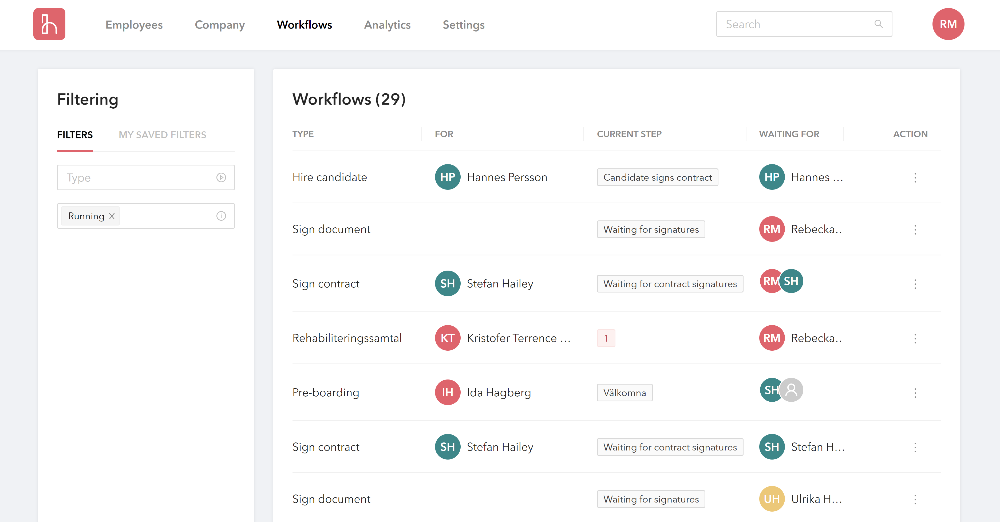 Employees Company Workflows Analytics Settings Search RM
Filtering
FILTERS MY SAVED FILTERS
Type
Running X
Workflows (29)
TYPE FOR CURRENT STEP WAITING FOR ACTION
Hire candidate HP Hannes Persson Candidate signs contract HP Hannes ...
Sign document Waiting for signatures RM Rebecka..
Sign contract SH Stefan Hailey Waiting for contract signatures RM SH
Rehabiliteringssamtal KT Kristofer Terrence ... 1 RM Rebecka..
Pre-boarding IH Ida Hagberg Välkomna SH
Sign contract SH Stefan Hailey Waiting for contract signatures SH Stefan H...
Sign document Waiting for signatures UH Ulrika H...